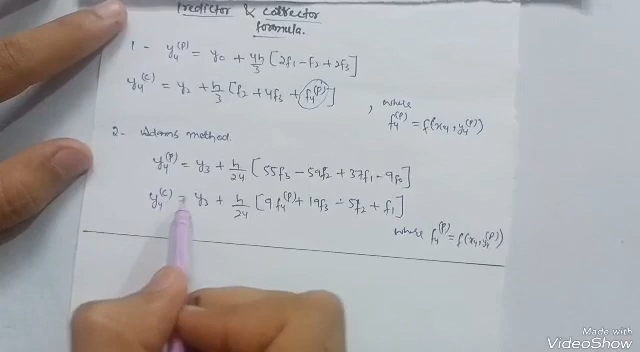 Predictor & corrector
formula.
1- y₄⁽ᵖ⁾ = y₀ + 4h/3 [2f₁ - f₂ + 2f₃]
y₄⁽ᶜ⁾ = y₂ + h/3 [f₂ + 4f₃ + f₄⁽ᵖ⁾] , where
f₄⁽ᵖ⁾ = f(x₄, y₄⁽ᵖ⁾)
2- Adams method.
y₄⁽ᵖ⁾ = y₃ + h/24 [55f₃ - 59f₂ + 37f₁ - 9f₀]
y₄⁽ᶜ⁾ = y₃ + h/24 [9f₄⁽ᵖ⁾ + 19f₃ - 5f₂ + f₁]
where f₄⁽ᵖ⁾ = f(x₄, y₄⁽ᵖ⁾)
Made with
VideoShow